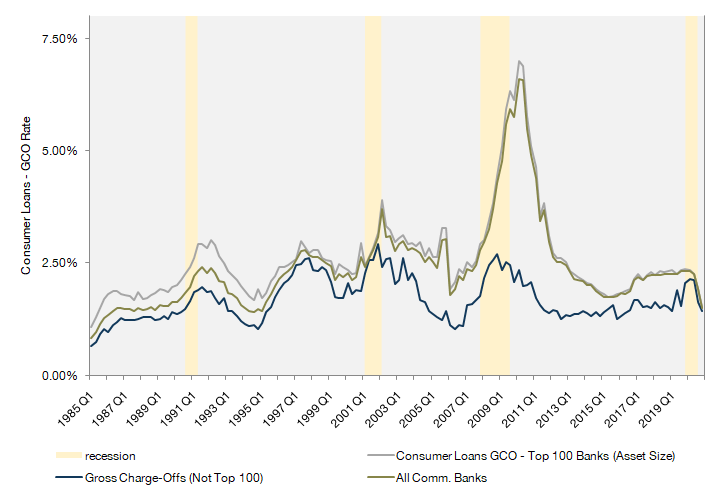 7.50%
5.00%
2.50%
0.00%
Consumer Loans - GCO Rate
1985 Q1
1987 Q1
1989 Q1
1991 Q1
1993 Q1
1995 Q1
1997 Q1
1999 Q1
2001 Q1
2003 Q1
2005 Q1
2007 Q1
2009 Q1
2011 Q1
2013 Q1
2015 Q1
2017 Q1
2019 Q1
recession
Consumer Loans GCO - Top 100 Banks (Asset Size)
Gross Charge-Offs (Not Top 100)
All Comm. Banks